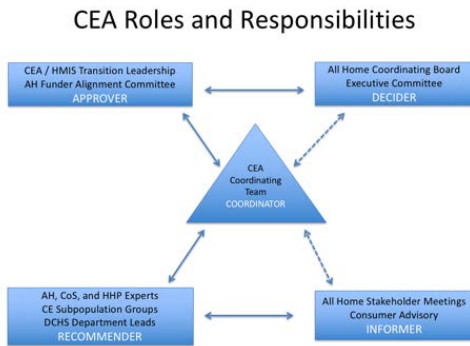 CEA Roles and Responsibilities
CEA / HMIS Transition Leadership
AH Funder Alignment Committee
APPROVER
All Home Coordinating Board
Executive Committee
DECIDER
CEA
Coordinating
Team
COORDINATOR
AH, CoS, and HHP Experts
CE Subpopulation Groups
DCHS Department Leads
RECOMMENDER
All Home Stakeholder Meetings
Consumer Advisory
INFORMER